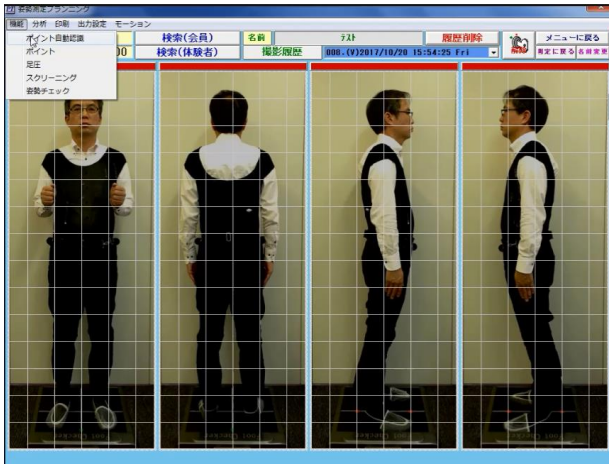 姿勢測定プランニング
機能 分析 印刷 出力設定 モーション
ポイント自動認識
ポイント
足圧
スクリーニング
姿勢チェック
検索(会員) 名前 ﾃｽﾄ 履歴削除 解除 メニューに戻る
00 検索(体験者) 撮影履歴 008.(V)2017/10/20 15:54:25 Fri 測定に戻る 名前変更